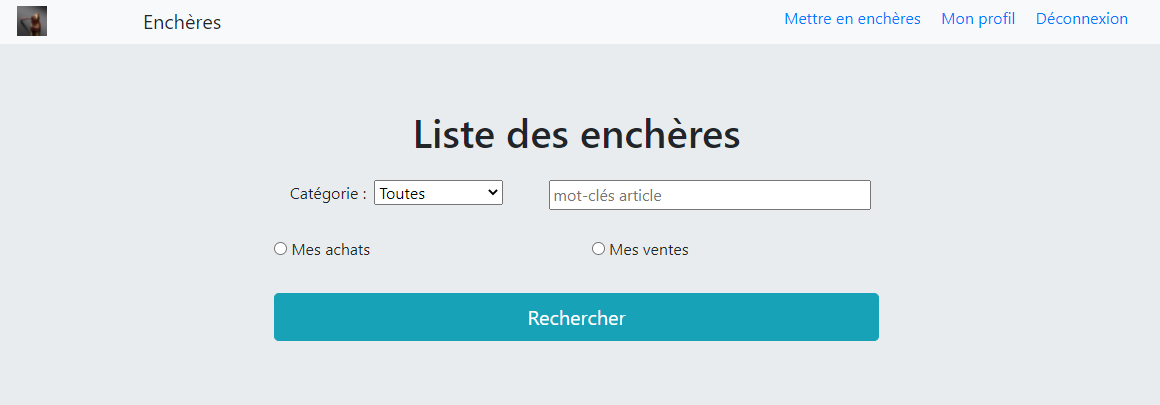 Enchères
Mettre en enchères Mon profil Déconnexion
Liste des enchères
Catégorie : Toutes mot-clés article
Mes achats Mes ventes
Rechercher